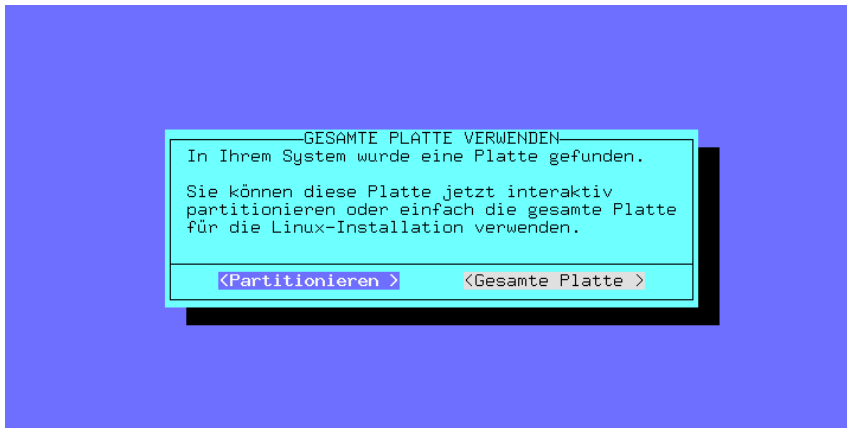 GESAMTE PLATTE VERWENDEN
In Ihrem System wurde eine Platte gefunden.
Sie können diese Platte jetzt interaktiv
partitionieren oder einfach die gesamte Platte
für die Linux-Installation verwenden.
<Partitionieren > <Gesamte Platte >